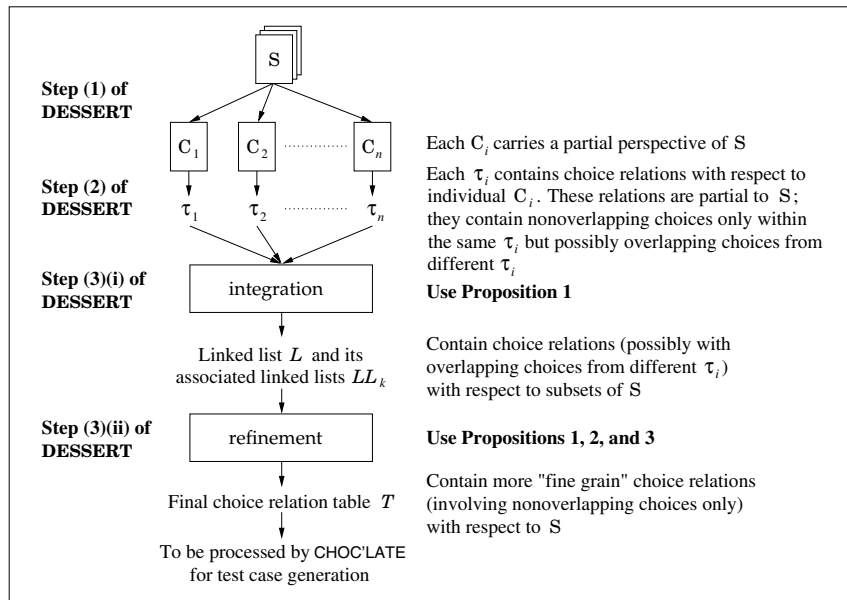 S
Step (1) of
DESSERT
C1 C2 Cn
Each Ci carries a partial perspective of S
Step (2) of
DESSERT
τ1 τ2 τn
Each τi contains choice relations with respect to
individual Ci. These relations are partial to S;
they contain nonoverlapping choices only within
the same τi but possibly overlapping choices from
different τi
Step (3)(i) of
DESSERT
integration
Use Proposition 1
Linked list L and its
associated linked lists LLk
Contain choice relations (possibly with
overlapping choices from different τi)
with respect to subsets of S
Step (3)(ii) of
DESSERT
refinement
Use Propositions 1, 2, and 3
Final choice relation table T
Contain more "fine grain" choice relations
(involving nonoverlapping choices only)
with respect to S
To be processed by CHOC'LATE
for test case generation